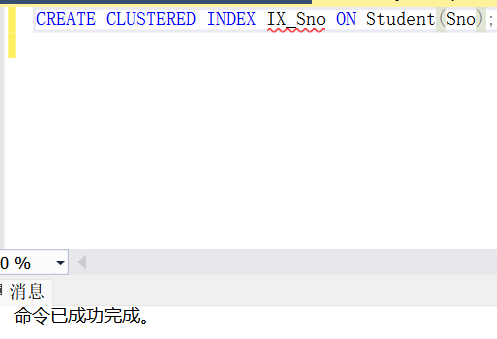 CREATE CLUSTERED INDEX IX_Sno ON Student(Sno);
0 %
消息
命令已成功完成。